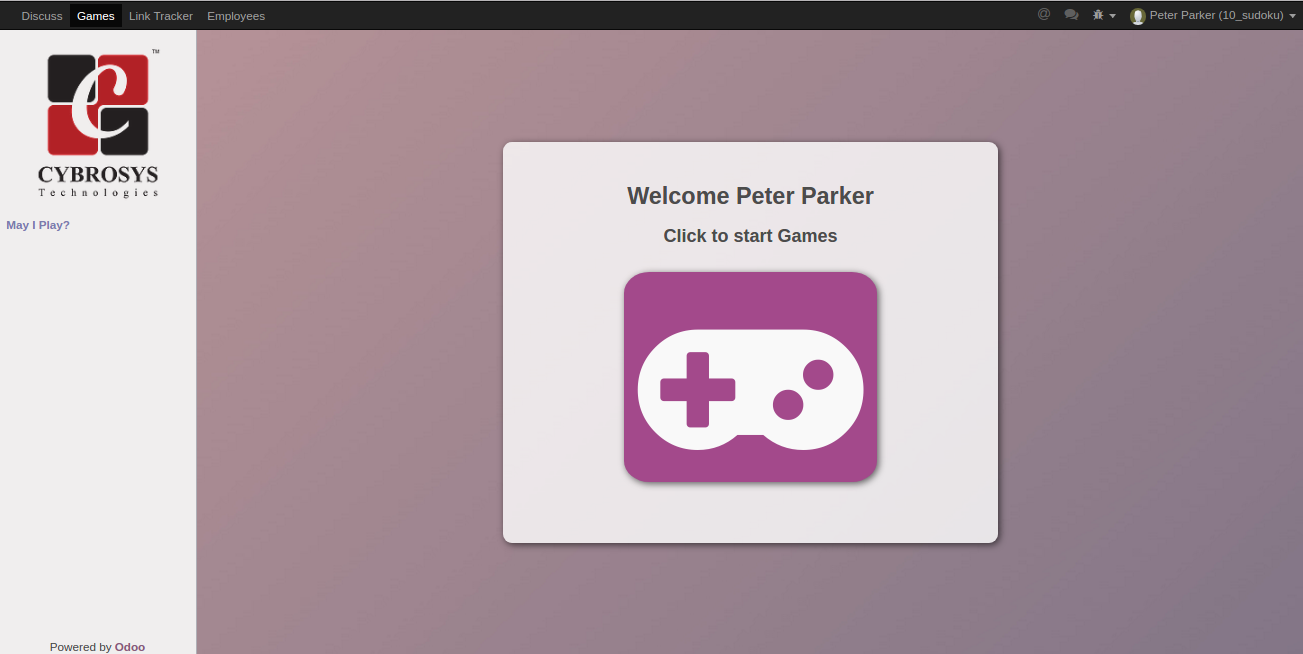 Discuss Games Link Tracker Employees @ Peter Parker (10_sudoku)
TM
C
CYBROSYS
Technologies
May I Play?
Welcome Peter Parker
Click to start Games
Powered by Odoo